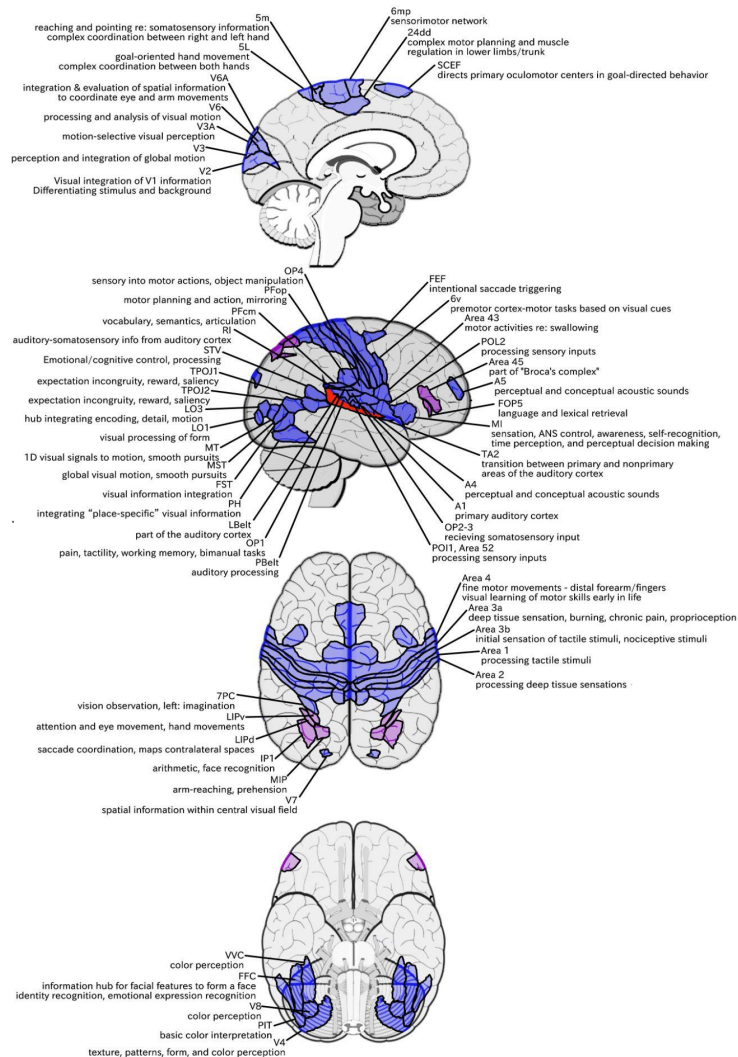 5m
reaching and pointing re: somatosensory information
complex coordination between right and left hand
5L
goal-oriented hand movement
complex coordination between both hands
V6A
integration & evaluation of spatial information
to coordinate eye and arm movements
V6
processing and analysis of visual motion
V3A
motion-selective visual perception
V3
perception and integration of global motion
V2
Visual integration of V1 information
Differentiating stimulus and background
6mp
sensorimotor network
24dd
complex motor planning and muscle
regulation in lower limbs/trunk
SCEF
directs primary oculomotor centers in goal-directed behavior
OP4
sensory into motor actions, object manipulation
PFop
motor planning and action, mirroring
PFcm
vocabulary, semantics, articulation
RI
auditory-somatosensory info from auditory cortex
STV
Emotional/cognitive control, processing
TPOJ1
expectation incongruity, reward, saliency
TPOJ2
expectation incongruity, reward, saliency
LO3
hub integrating encoding, detail, motion
LO1
visual processing of form
MT
1D visual signals to motion, smooth pursuits
MST
global visual motion, smooth pursuits
FST
visual information integration
PH
integrating “place-specific” visual information
LBelt
part of the auditory cortex
OP1
pain, tactility, working memory, bimanual tasks
PBelt
auditory processing
FEF
intentional saccade triggering
6v
premotor cortex-motor tasks based on visual cues
Area 43
motor activities re: swallowing
POL2
processing sensory inputs
Area 45
part of "Broca's complex"
A5
perceptual and conceptual acoustic sounds
FOP5
language and lexical retrieval
MI
sensation, ANS control, awareness, self-recognition,
time perception, and perceptual decision making
TA2
transition between primary and nonprimary
areas of the auditory cortex
A4
perceptual and conceptual acoustic sounds
A1
primary auditory cortex
OP2-3
recieving somatosensory input
POI1, Area 52
processing sensory inputs
Area 4
fine motor movements - distal forearm/fingers
visual learning of motor skills early in life
Area 3a
deep tissue sensation, burning, chronic pain, proprioception
Area 3b
initial sensation of tactile stimuli, nociceptive stimuli
Area 1
processing tactile stimuli
Area 2
processing deep tissue sensations
7PC
vision observation, left: imagination
LIPv
attention and eye movement, hand movements
LIPd
saccade coordination, maps contralateral spaces
IP1
arithmetic, face recognition
MIP
arm-reaching, prehension
V7
spatial information within central visual field
VVC
color perception
FFC
information hub for facial features to form a face
identity recognition, emotional expression recognition
V8
color perception
PIT
basic color interpretation
V4
texture, patterns, form, and color perception